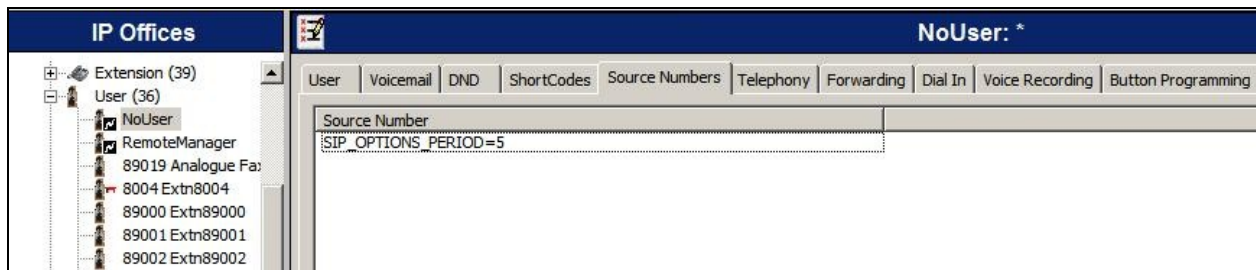 IP Offices
NoUser: *
Extension (39)
User (36)
NoUser
RemoteManager
89019 Analogue Fa
8004 Extn8004
89000 Extn89000
89001 Extn89001
89002 Extn89002
User Voicemail DND ShortCodes Source Numbers Telephony Forwarding Dial In Voice Recording Button Programming
Source Number
SIP_OPTIONS_PERIOD=5